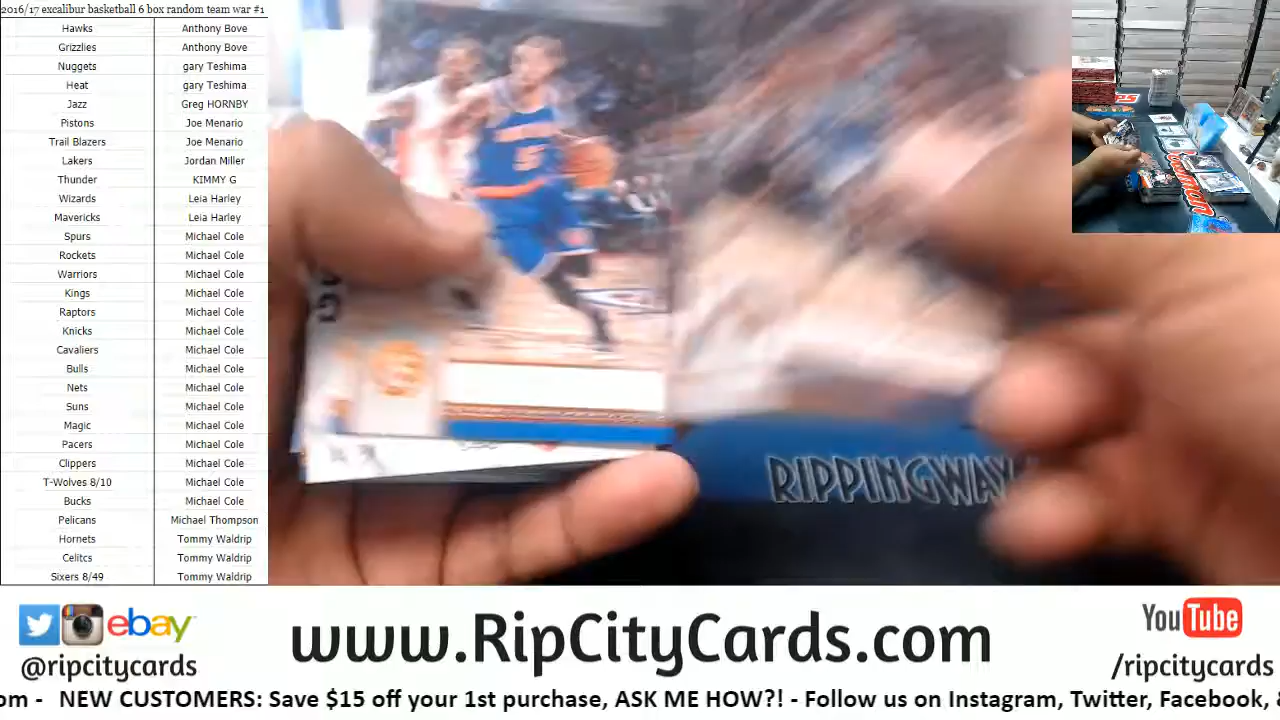 2016/17 excalibur basketball 6 box random team war #1
Hawks Anthony Bove
Grizzlies Anthony Bove
Nuggets gary Teshima
Heat gary Teshima
Jazz Greg HORNBY
Pistons Joe Menario
Trail Blazers Joe Menario
Lakers Jordan Miller
Thunder KIMMY G
Wizards Leia Harley
Mavericks Leia Harley
Spurs Michael Cole
Rockets Michael Cole
Warriors Michael Cole
Kings Michael Cole
Raptors Michael Cole
Knicks Michael Cole
Cavaliers Michael Cole
Bulls Michael Cole
Nets Michael Cole
Suns Michael Cole
Magic Michael Cole
Pacers Michael Cole
Clippers Michael Cole
T-Wolves 8/10 Michael Cole
Bucks Michael Cole
Pelicans Michael Thompson
Hornets Tommy Waldrip
Celitcs Tommy Waldrip
Sixers 8/49 Tommy Waldrip
RIPPINGWAX
ebay
@ripcitycards
www.RipCityCards.com
YouTube
/ripcitycards
om - NEW CUSTOMERS: Save $15 off your 1st purchase, ASK ME HOW?! - Follow us on Instagram, Twitter, Facebook, &